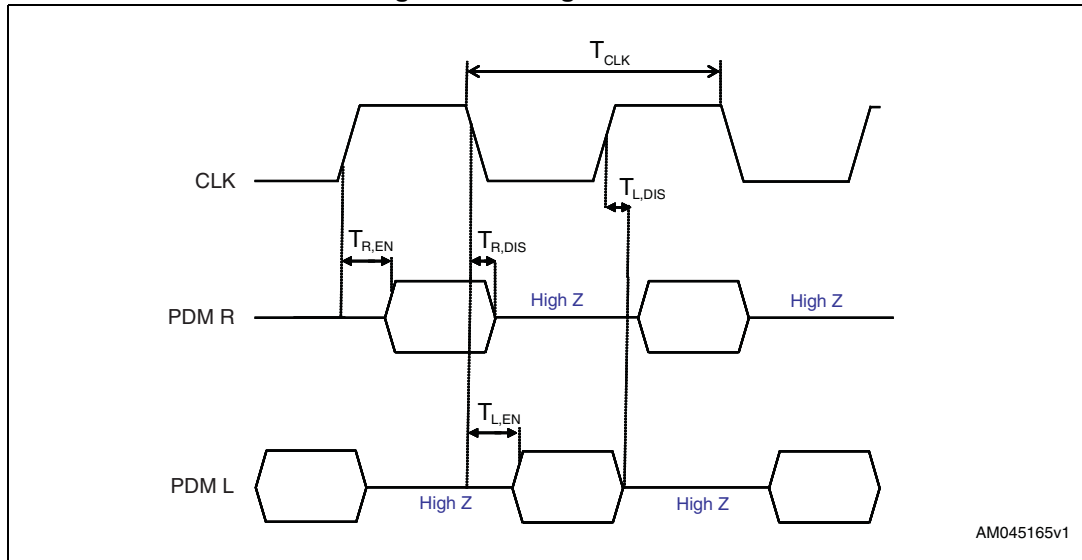 T_CLK
CLK
T_L,DIS
T_R,EN
T_R,DIS
PDM R
High Z
High Z
T_L,EN
PDM L
High Z
High Z
AM045165v1